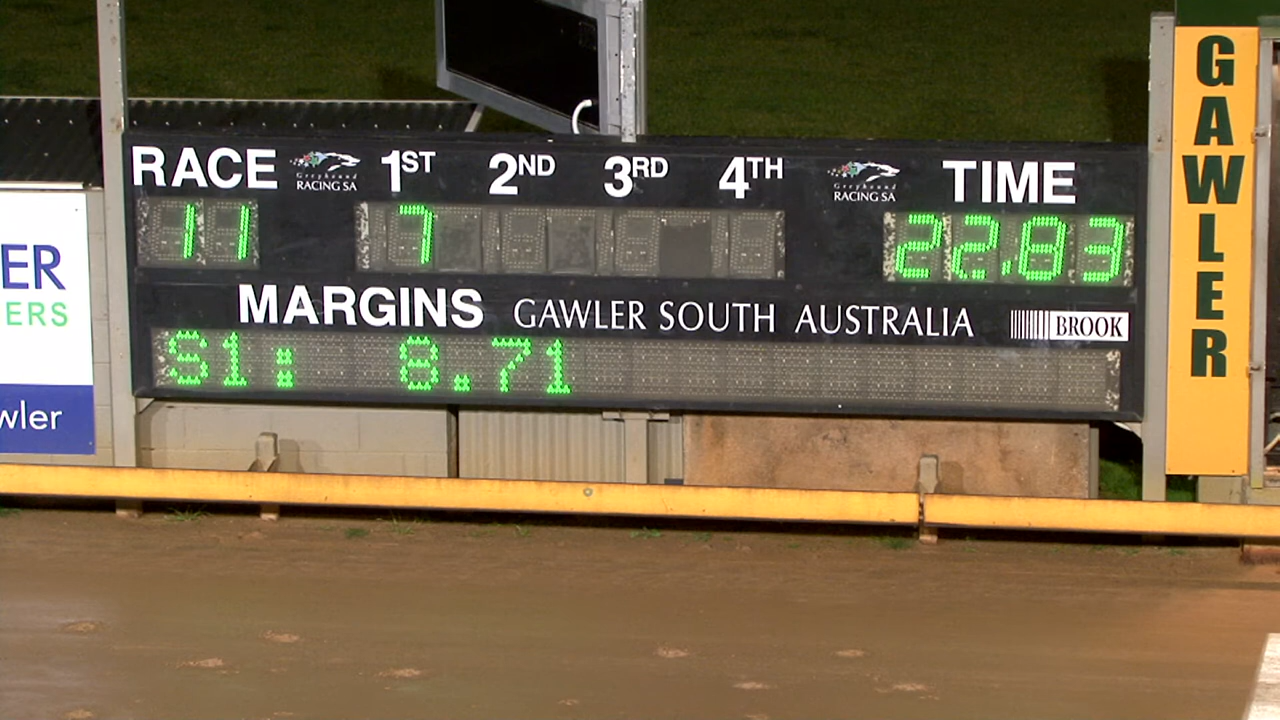 RACE 1ST 2ND 3RD 4TH TIME
Greyhound RACING SA
Greyhound RACING SA
11 7 22.83
MARGINS GAWLER SOUTH AUSTRALIA BROOK
S1: 8.71
GAWLER
ER
ERS
wler